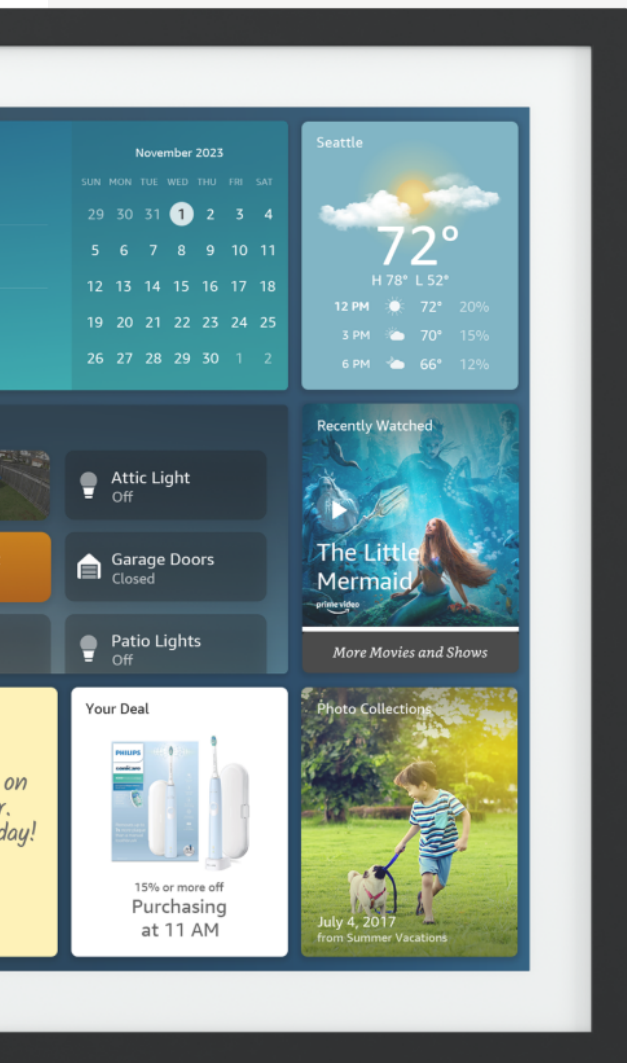 November 2023
SUN MON TUE WED THU FRI SAT
29 30 31 1 2 3 4
5 6 7 8 9 10 11
12 13 14 15 16 17 18
19 20 21 22 23 24 25
26 27 28 29 30 1 2
Seattle
72°
H 78° L 52°
12 PM 72° 20%
3 PM 70° 15%
6 PM 66° 12%
Attic Light
Off
Garage Doors
Closed
Patio Lights
Off
Recently Watched
The Little
Mermaid
prime video
More Movies and Shows
on
r.
day!
Your Deal
PHILIPS
sonicare
15% or more off
Purchasing
at 11 AM
Photo Collections
July 4, 2017
from Summer Vacations